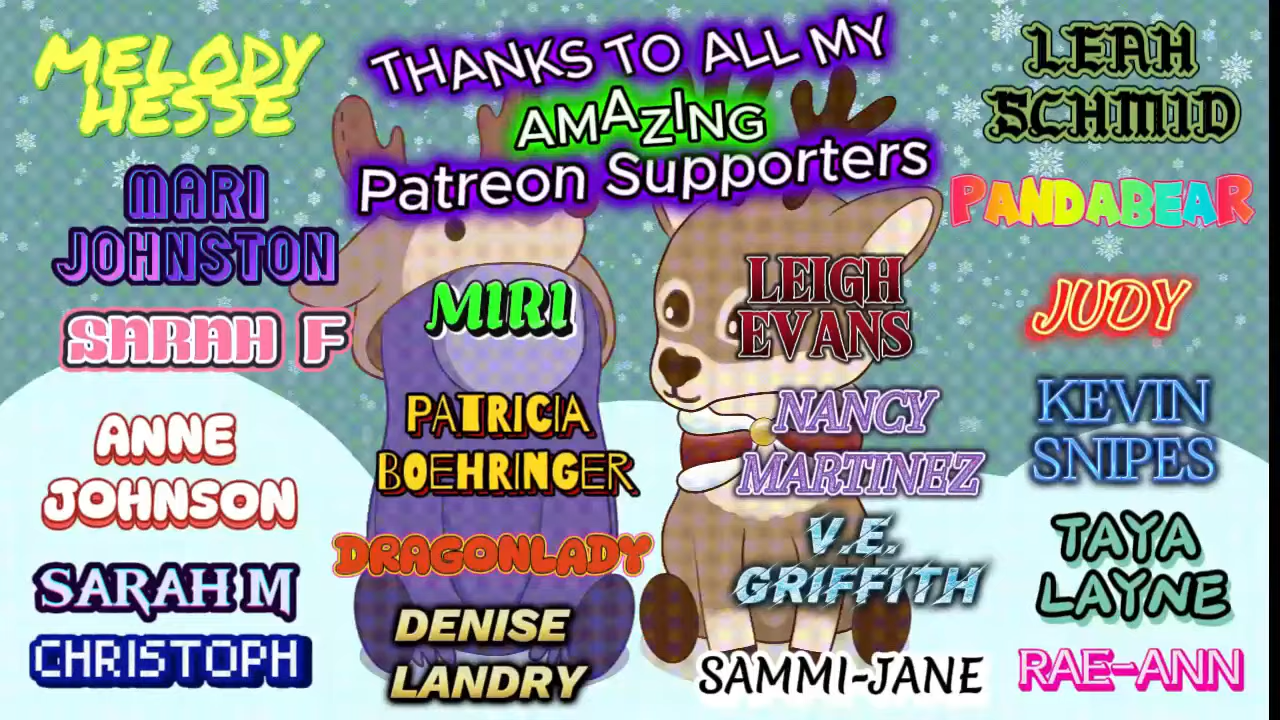 THANKS TO ALL MY
AMAZING
Patreon Supporters
MELODY
HESSE
MARI
JOHNSTON
SARAH F
ANNE
JOHNSON
SARAH M
CHRISTOPH
MIRI
PATRICIA
BOEHRINGER
DRAGONLADY
DENISE
LANDRY
LEIGH
EVANS
NANCY
MARTINEZ
V.E.
GRIFFITH
SAMMI-JANE
LEAH
SCHMID
PANDABEAR
JUDY
KEVIN
SNIPES
TAYA
LAYNE
RAE-ANN